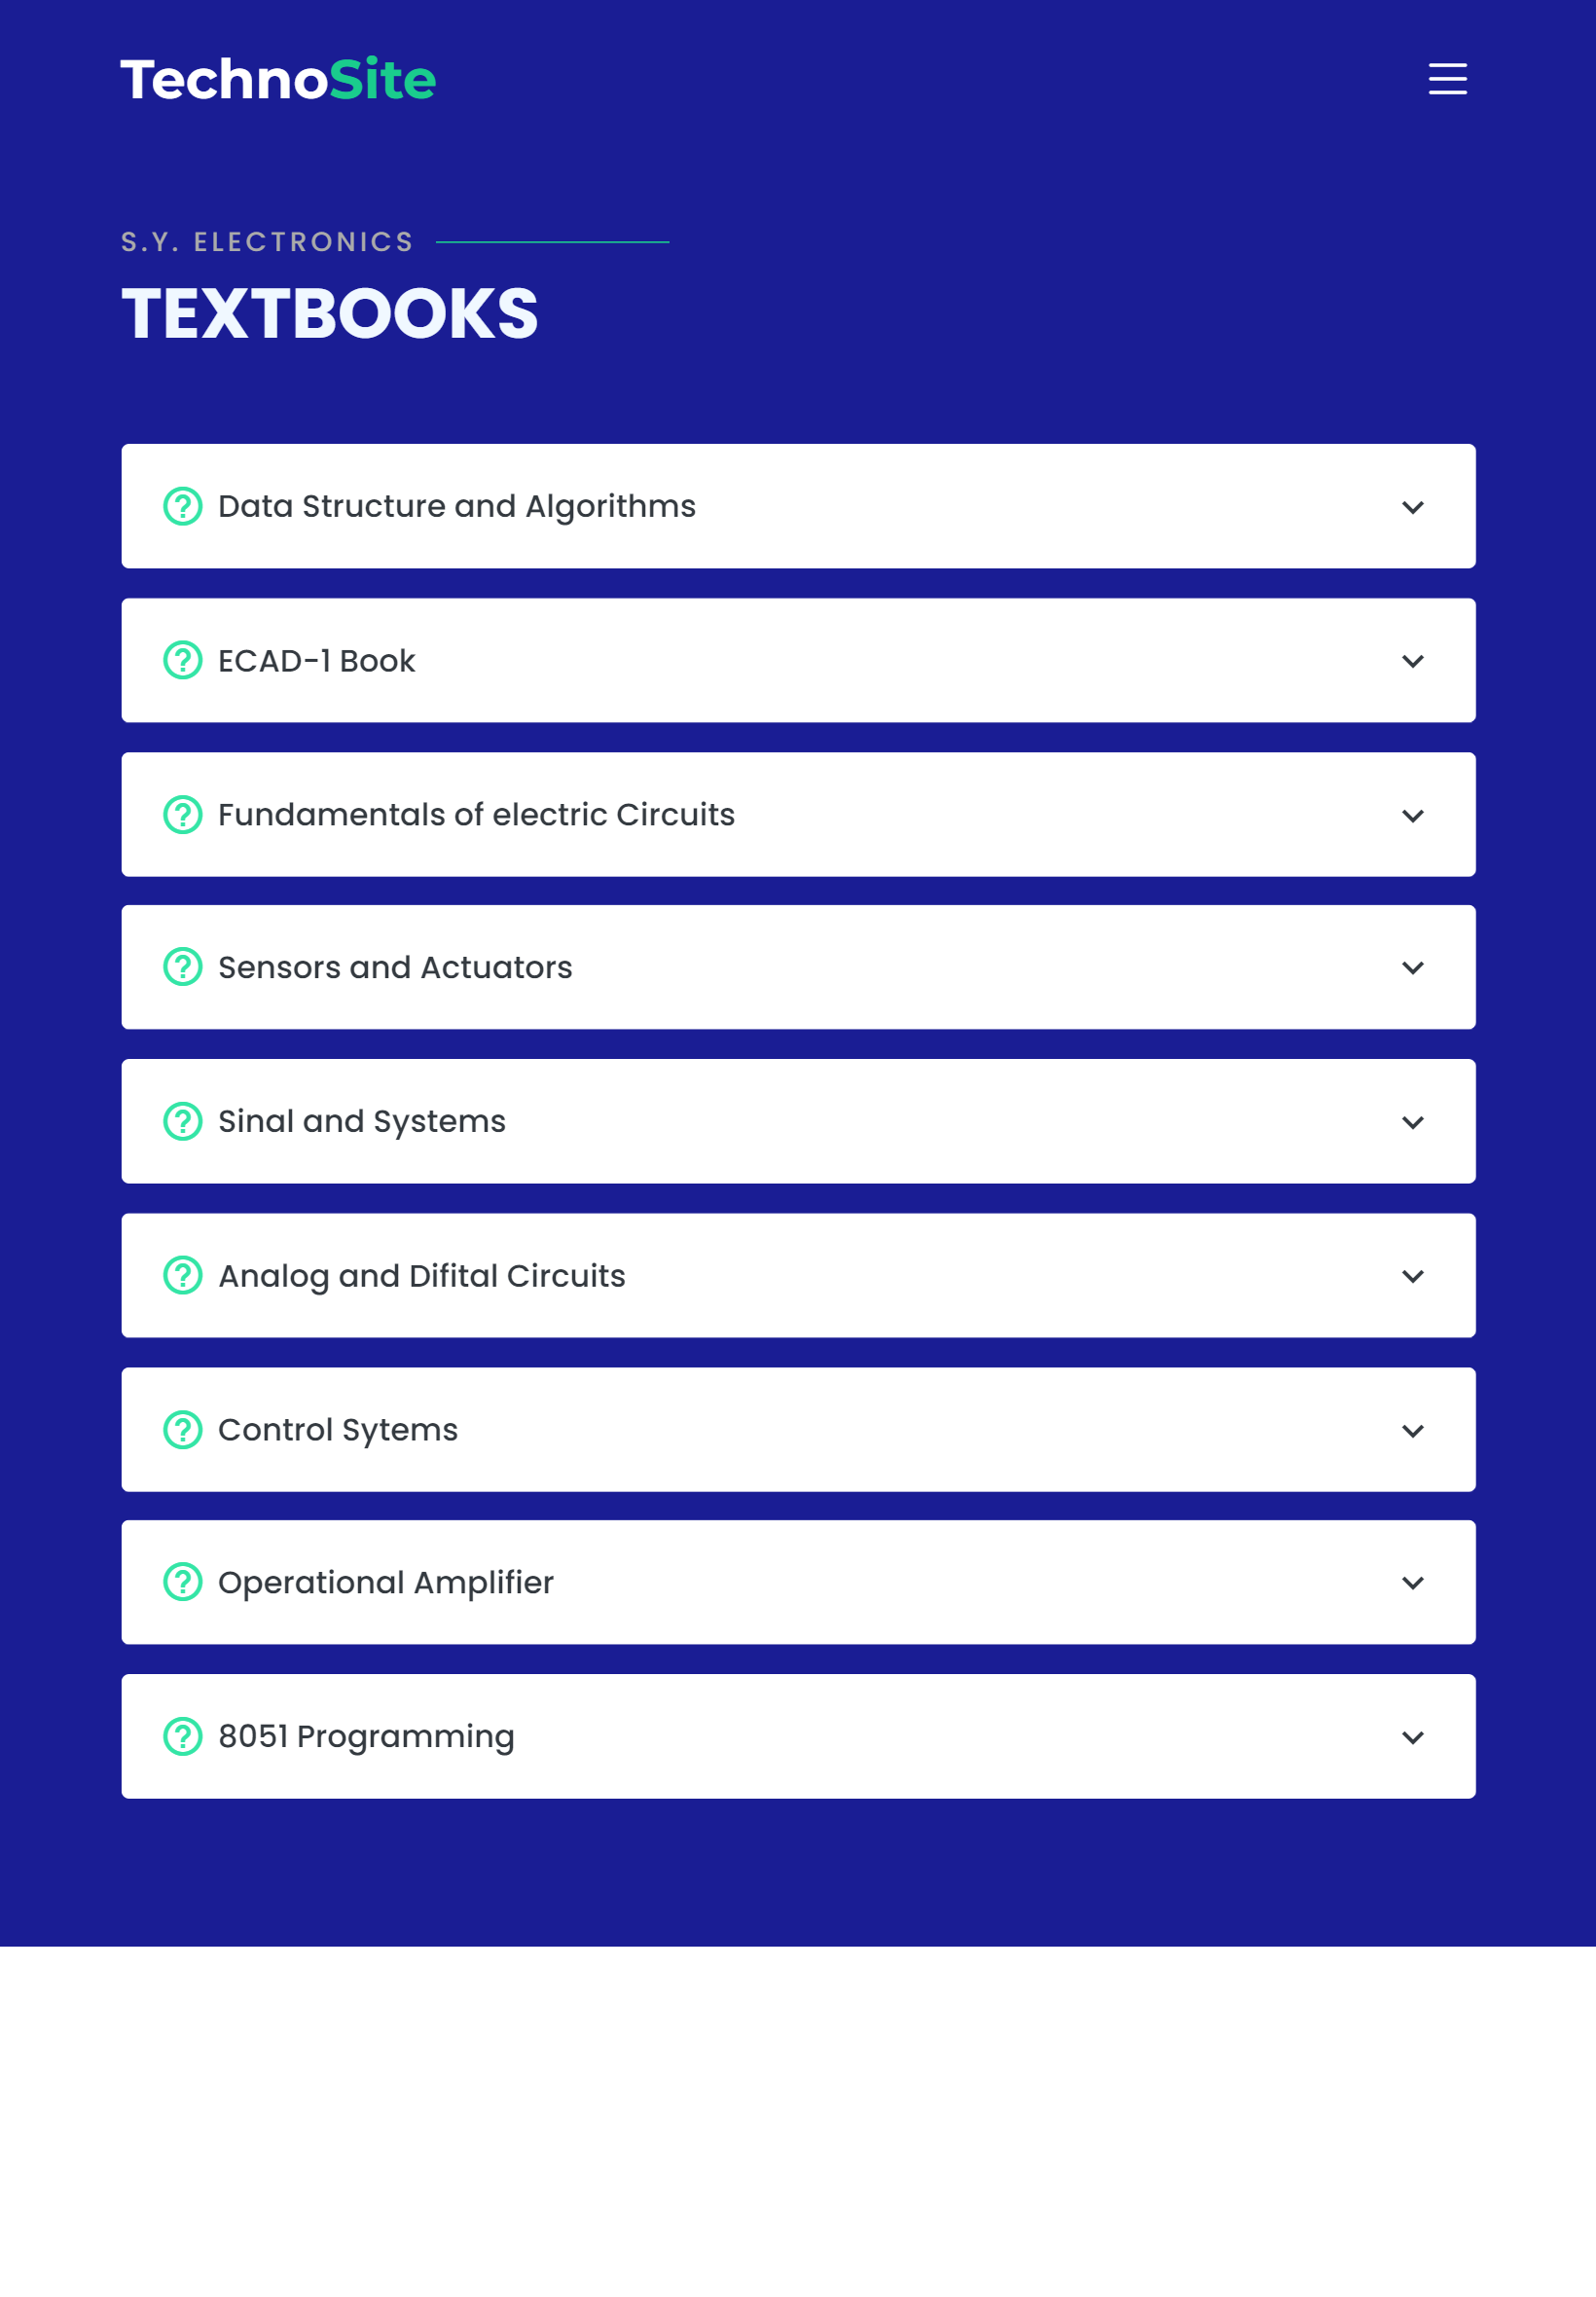 TechnoSite
S.Y. ELECTRONICS
TEXTBOOKS
Data Structure and Algorithms
ECAD-1 Book
Fundamentals of electric Circuits
Sensors and Actuators
Sinal and Systems
Analog and Difital Circuits
Control Sytems
Operational Amplifier
8051 Programming